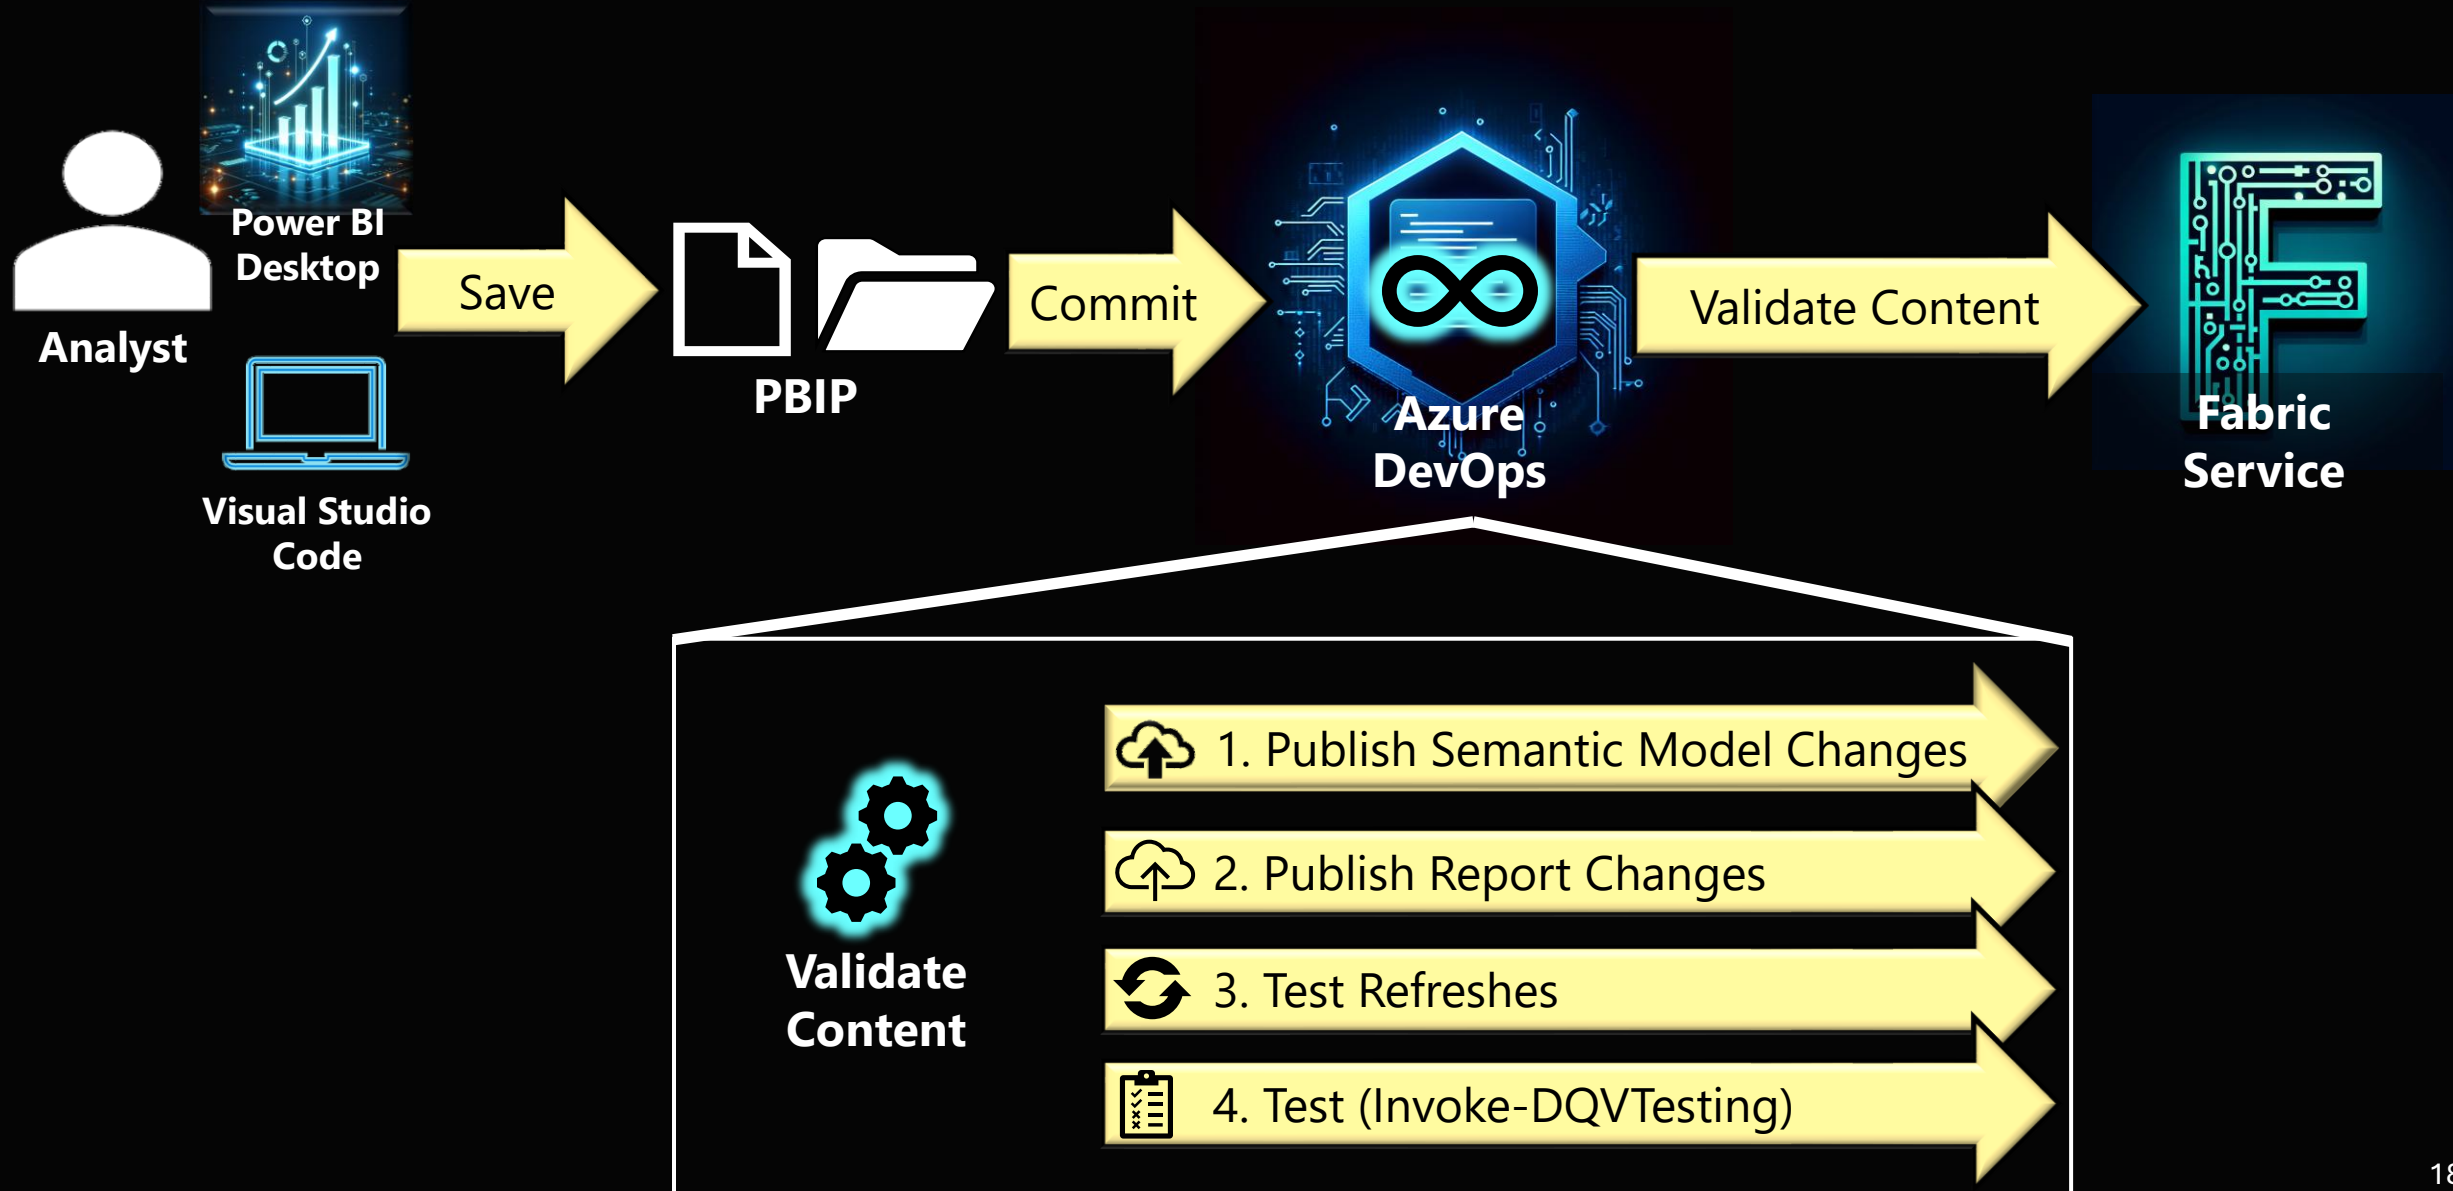 Power BI
Desktop
Analyst
Visual Studio
Code
Save
PBIP
Commit
Azure
DevOps
Validate Content
Fabric
Service
Validate
Content
1. Publish Semantic Model Changes
2. Publish Report Changes
3. Test Refreshes
4. Test (Invoke-DQVTesting)
18